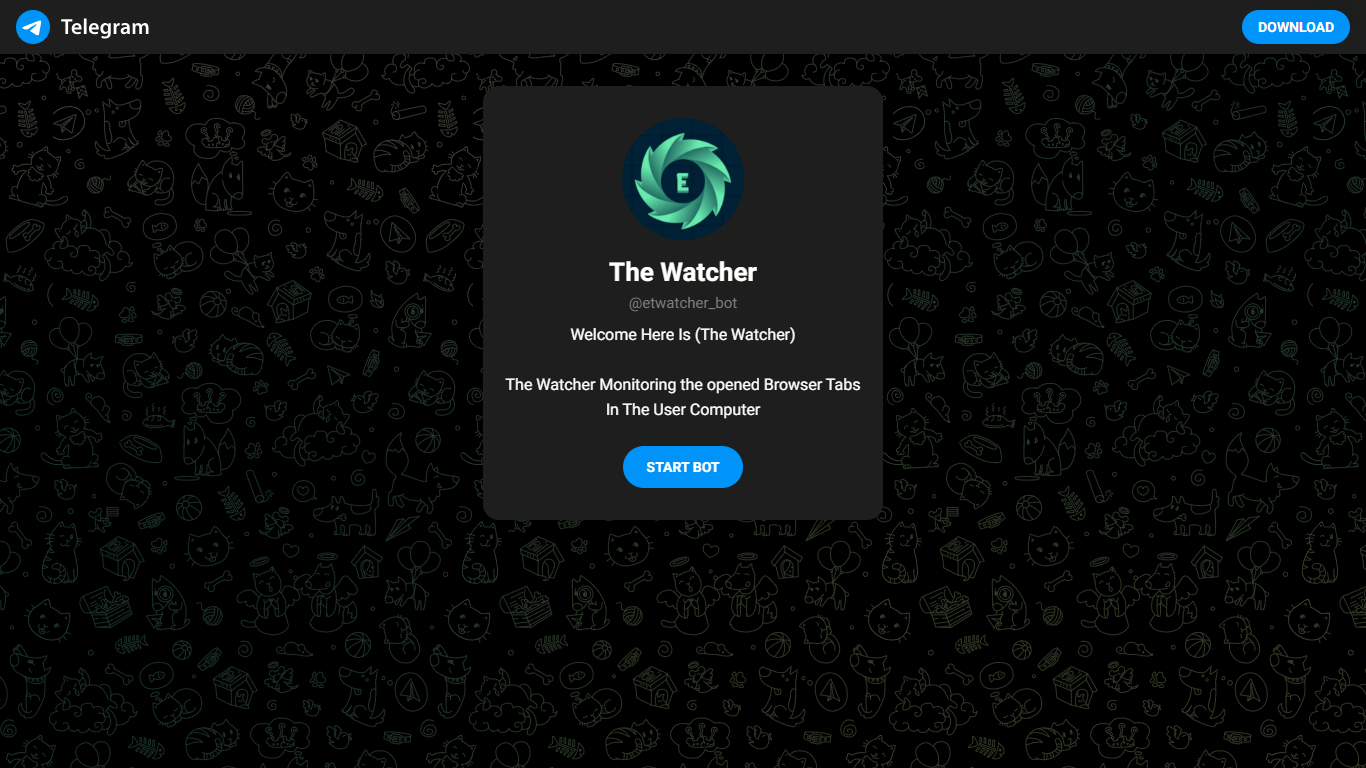 Telegram
DOWNLOAD
E
The Watcher
@etwatcher_bot
Welcome Here Is (The Watcher)
The Watcher Monitoring the opened Browser Tabs
In The User Computer
START BOT